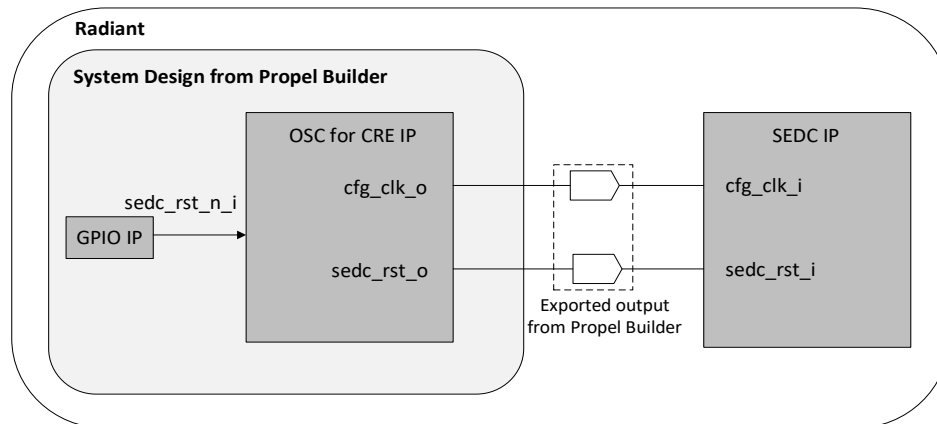 Radiant
System Design from Propel Builder
OSC for CRE IP
SEDC IP
cfg_clk_o
cfg_clk_i
sedc_rst_n_i
GPIO IP
sedc_rst_o
sedc_rst_i
Exported output
from Propel Builder